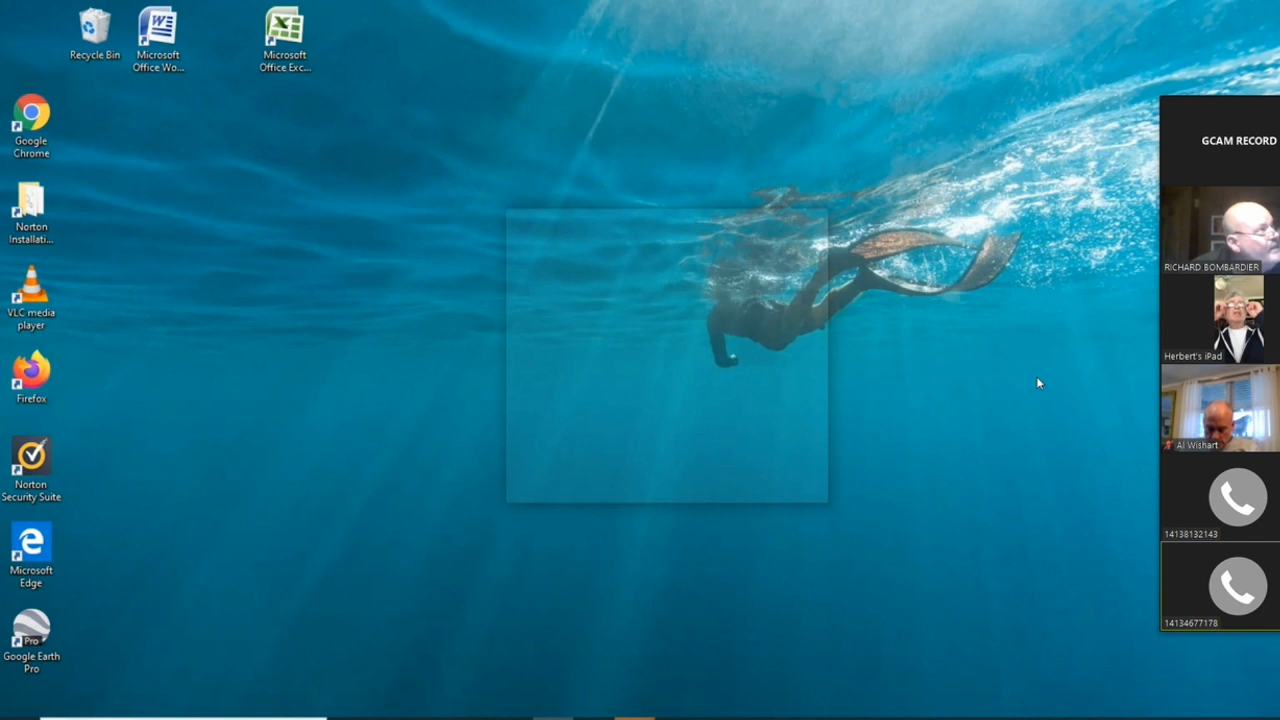 Recycle Bin
Microsoft
Office Wo...
Microsoft
Office Exc...
Google
Chrome
Norton
Installati...
VLC media
player
Firefox
Norton
Security Suite
Microsoft
Edge
Pro
Google Earth
Pro
GCAM RECORD
RICHARD BOMBARDIER
Herbert's iPad
Al Wishart
14138132143
14134677178